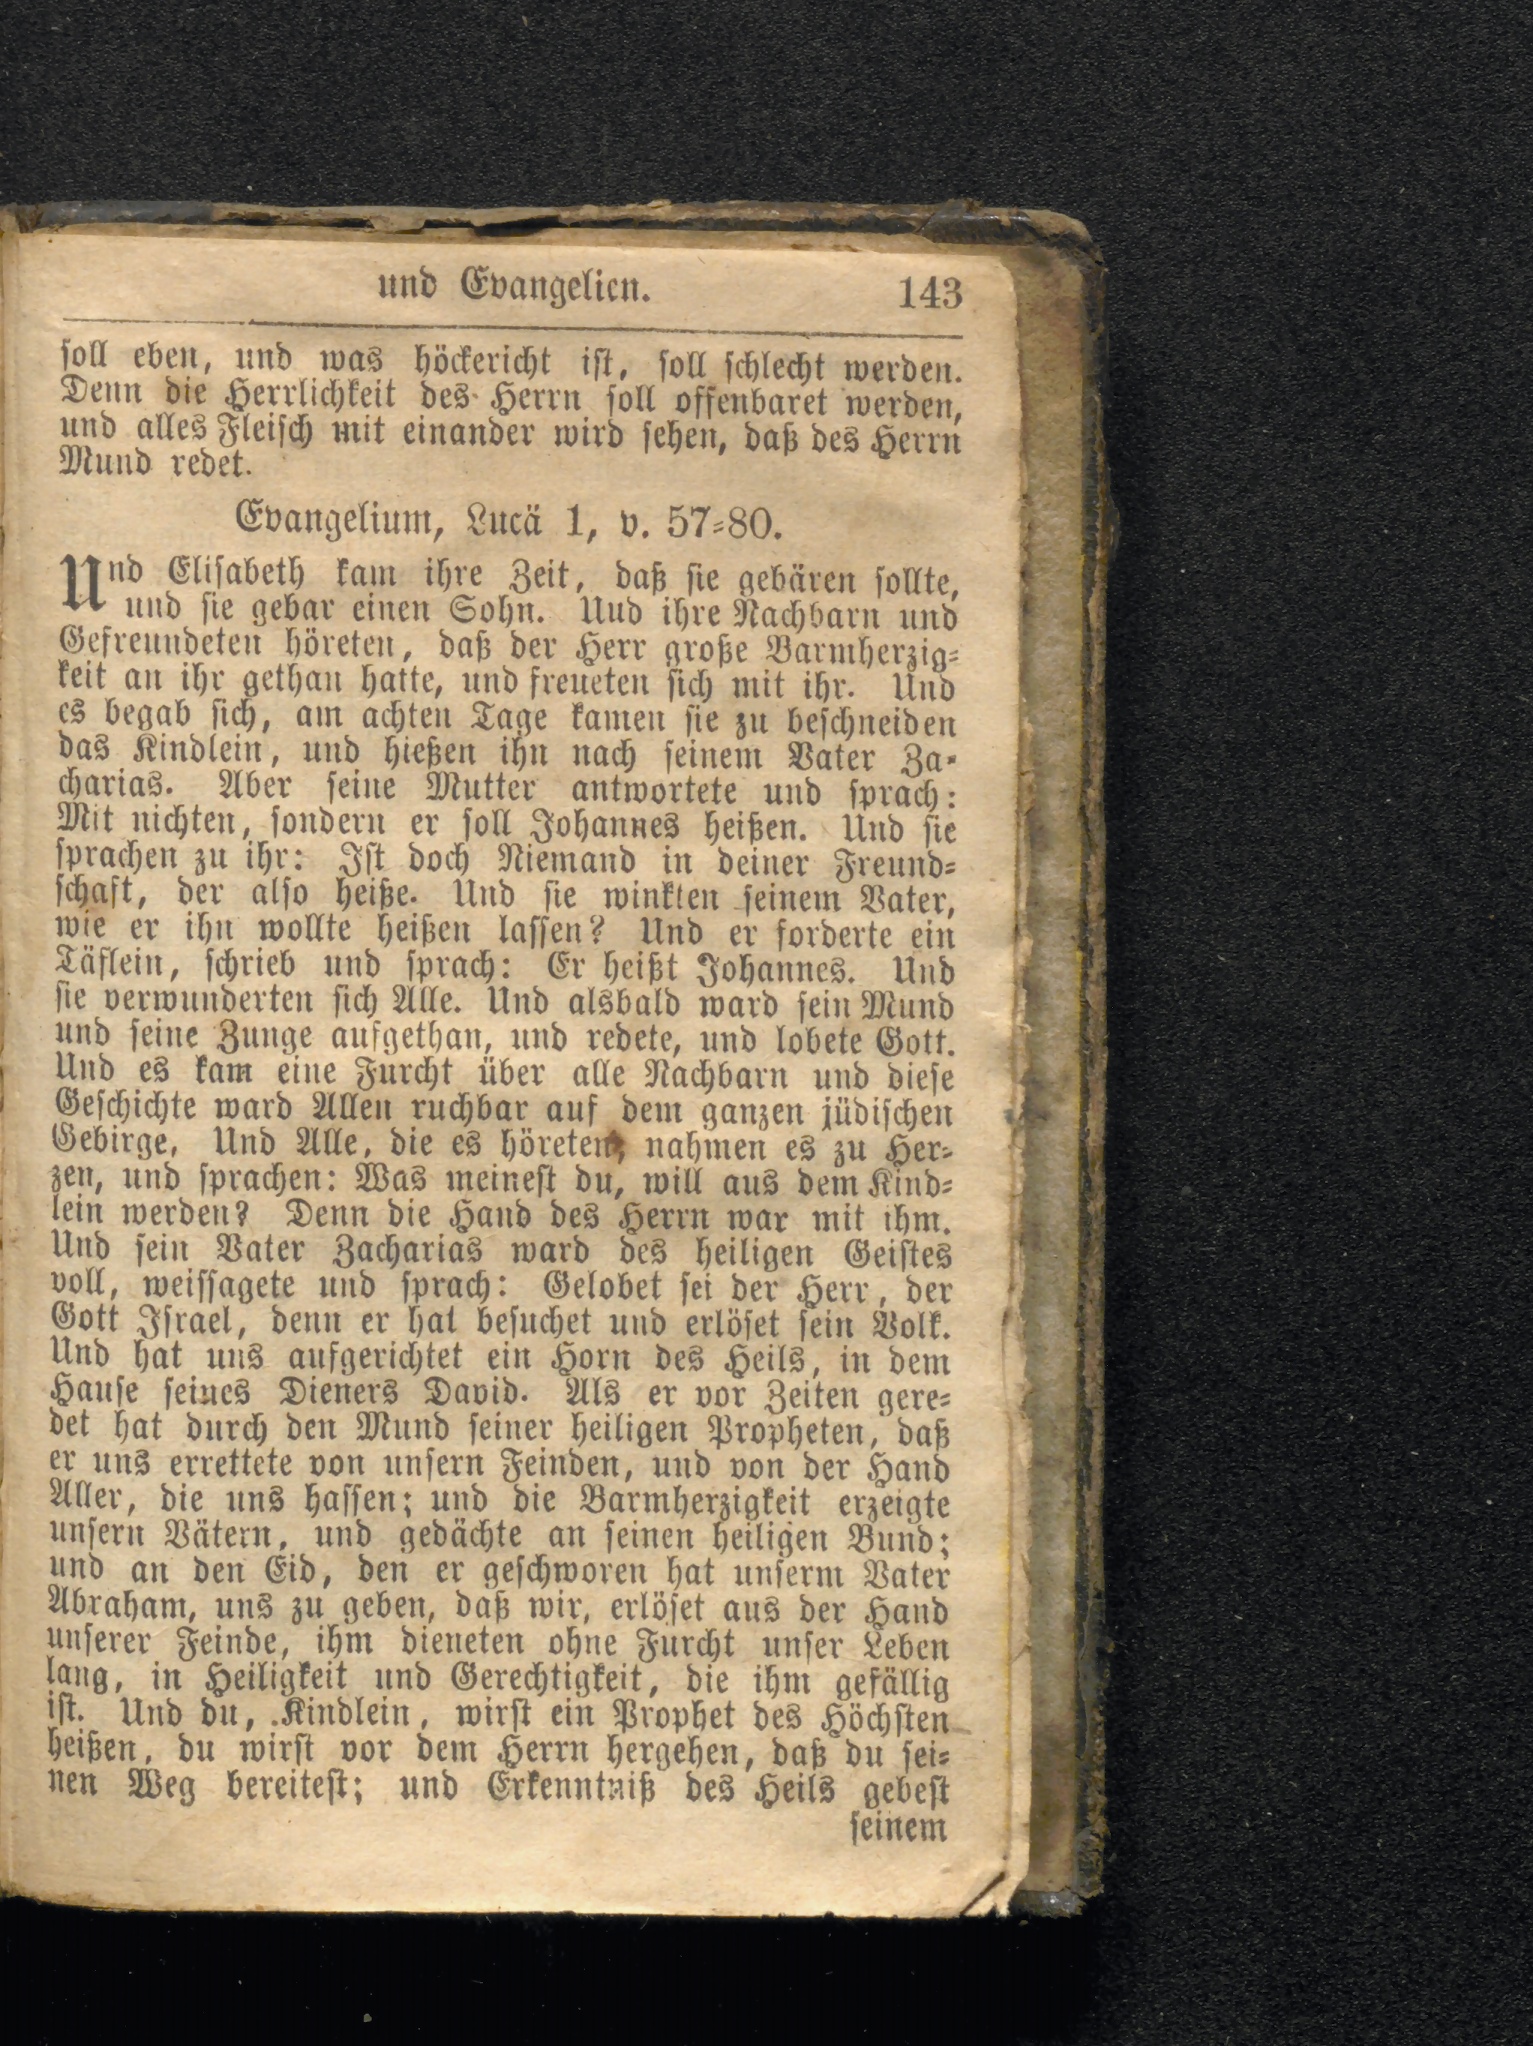 und Evangelien. 143
soll eben, und was höckericht ist, soll schlecht werden.
Denn die Herrlichkeit des Herrn soll offenbaret werden,
und alles Fleisch mit einander wird sehen, daß des Herrn
Mund redet.
Evangelium, Lucä 1, v. 57-80.
Und Elisabeth kam ihre Zeit, daß sie gebären sollte,
und sie gebar einen Sohn. Uud ihre Nachbarn und
Gefreundeten höreten, daß der Herr große Barmherzig-
keit an ihr gethan hatte, und freueten sich mit ihr. Und
es begab sich, am achten Tage kamen sie zu beschneiden
das Kindlein, und hießen ihn nach seinem Vater Za-
charias. Aber seine Mutter antwortete und sprach:
Mit nichten, sondern er soll Johannes heißen. Und sie
sprachen zu ihr: Ist doch Niemand in deiner Freund-
schaft, der also heiße. Und sie winkten seinem Vater,
wie er ihn wollte heißen lassen? Und er forderte ein
Täflein, schrieb und sprach: Er heißt Johannes. Und
sie verwunderten sich Alle. Und alsbald ward sein Mund
und seine Zunge aufgethan, und redete, und lobete Gott.
Und es kam eine Furcht über alle Nachbarn und diese
Geschichte ward Allen ruchbar auf dem ganzen jüdischen
Gebirge, Und Alle, die es höreten, nahmen es zu Her-
zen, und sprachen: Was meinest du, will aus dem Kind-
lein werden? Denn die Hand des Herrn war mit ihm.
Und sein Vater Zacharias ward des heiligen Geistes
voll, weissagete und sprach: Gelobet sei der Herr, der
Gott Israel, denn er hat besuchet und erlöset sein Volk.
Und hat uns aufgerichtet ein Horn des Heils, in dem
Hause seines Dieners David. Als er vor Zeiten gere-
det hat durch den Mund seiner heiligen Propheten, daß
er uns errettete von unsern Feinden, und von der Hand
Aller, die uns hassen; und die Barmherzigkeit erzeigte
unsern Vätern, und gedächte an seinen heiligen Bund;
und an den Eid, den er geschworen hat unserm Vater
Abraham, uns zu geben, daß wir, erlöset aus der Hand
unserer Feinde, ihm dieneten ohne Furcht unser Leben
lang, in Heiligkeit und Gerechtigkeit, die ihm gefällig
ist. Und du, Kindlein, wirst ein Prophet des Höchsten
heißen, du wirst vor dem Herrn hergehen, daß du sei-
nen Weg bereitest; und Erkenntniß des Heils gebest
seinem